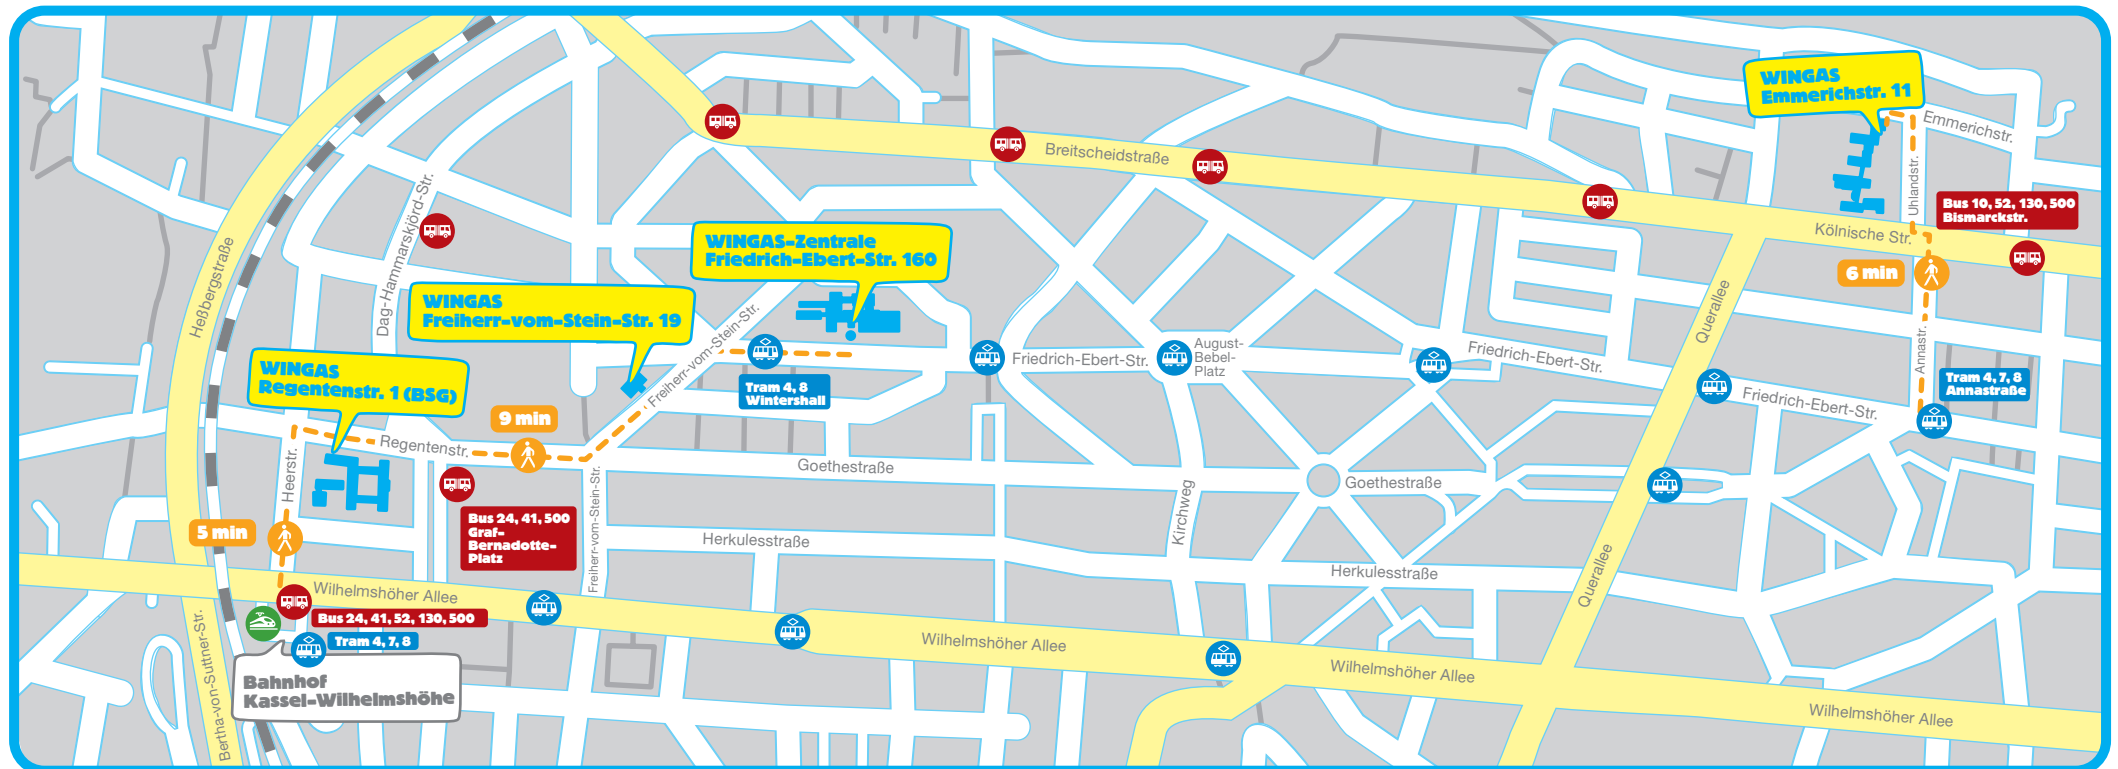 WINGAS
Emmerichstr. 11
Emmerichstr.
Uhlandstr.
Breitscheidstraße
Bus 10, 52, 130, 500
Bismarckstr.
Kölnische Str.
6 min
Dag-Hammarskjörd-Str.
Heßbergstraße
WINGAS-Zentrale
Friedrich-Ebert-Str. 160
WINGAS
Freiherr-vom-Stein-Str. 19
Freiherr-vom-Stein-Str.
Querallee
Annastr.
August-
Bebel-
Platz
Friedrich-Ebert-Str.
Friedrich-Ebert-Str.
Friedrich-Ebert-Str.
Tram 4, 8
Wintershall
Tram 4, 7, 8
Annastraße
WINGAS
Regentenstr. 1 (BSG)
9 min
Regentenstr.
Heerstr.
Goethestraße
Goethestraße
Kirchweg
Freiherr-vom-Stein-Str.
Bus 24, 41, 500
Graf-
Bernadotte-
Platz
5 min
Herkulesstraße
Herkulesstraße
Querallee
Wilhelmshöher Allee
Bus 24, 41, 52, 130, 500
Tram 4, 7, 8
Wilhelmshöher Allee
Wilhelmshöher Allee
Wilhelmshöher Allee
Bertha-von-Suttner-Str.
Bahnhof
Kassel-Wilhelmshöhe